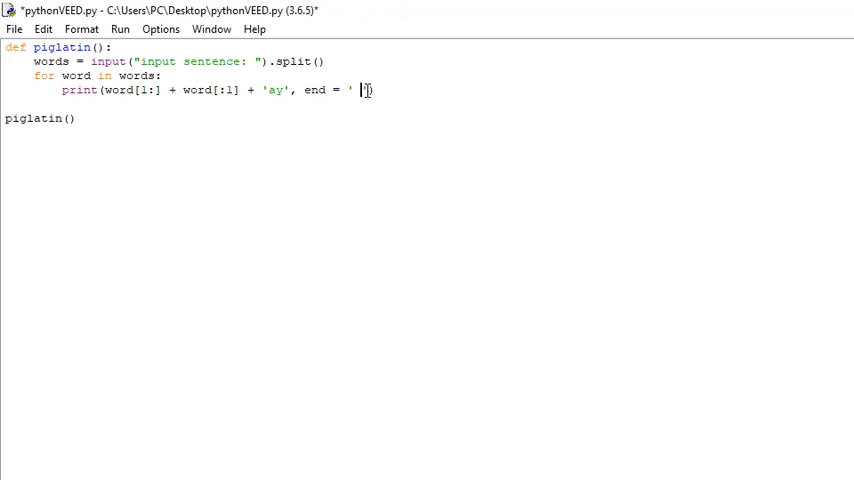 *pythonVEED.py - C:\Users\PC\Desktop\pythonVEED.py (3.6.5)*
File Edit Format Run Options Window Help
def piglatin():
    words = input("input sentence: ").split()
    for word in words:
        print(word[1:] + word[:1] + 'ay', end = ' ')
piglatin()